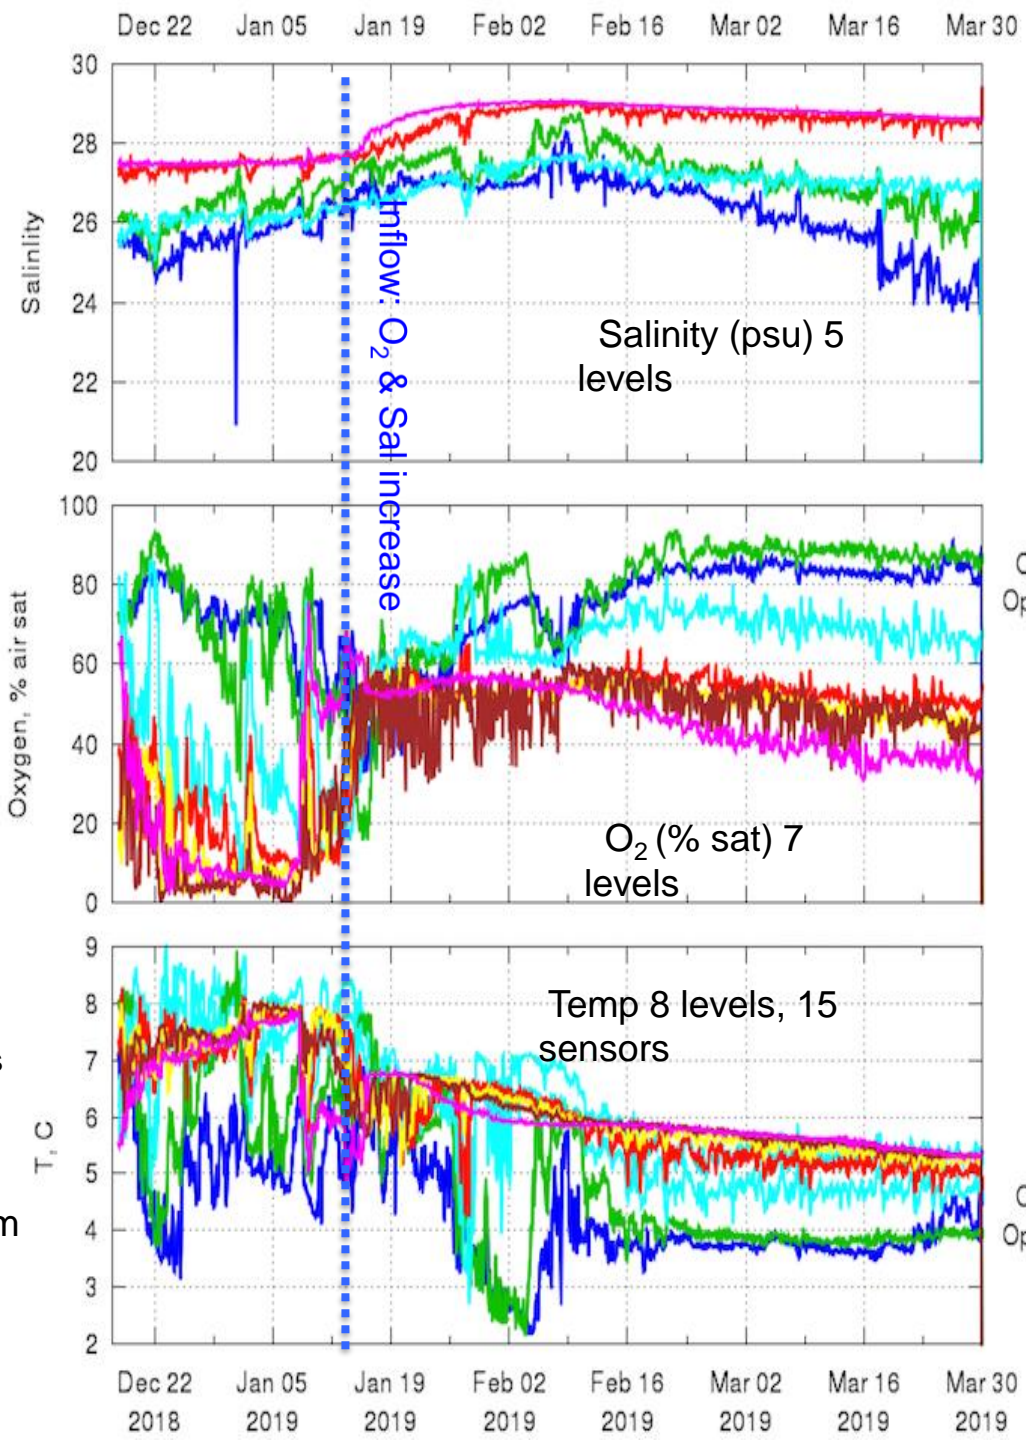 Dec 22 Jan 05 Jan 19 Feb 02 Feb 16 Mar 02 Mar 16 Mar 30
30
28
26
24
22
20
Salinlity
Salinity (psu) 5
levels
Inflow: O₂ & Sal increase
100
80
60
40
20
0
Oxygen, % air sat
O₂ (% sat) 7
levels
O
Op
9
8
7
6
5
4
3
2
T, C
Temp 8 levels, 15
sensors
s
m
O
Op
Dec 22 Jan 05 Jan 19 Feb 02 Feb 16 Mar 02 Mar 16 Mar 30
2018 2019 2019 2019 2019 2019 2019 2019